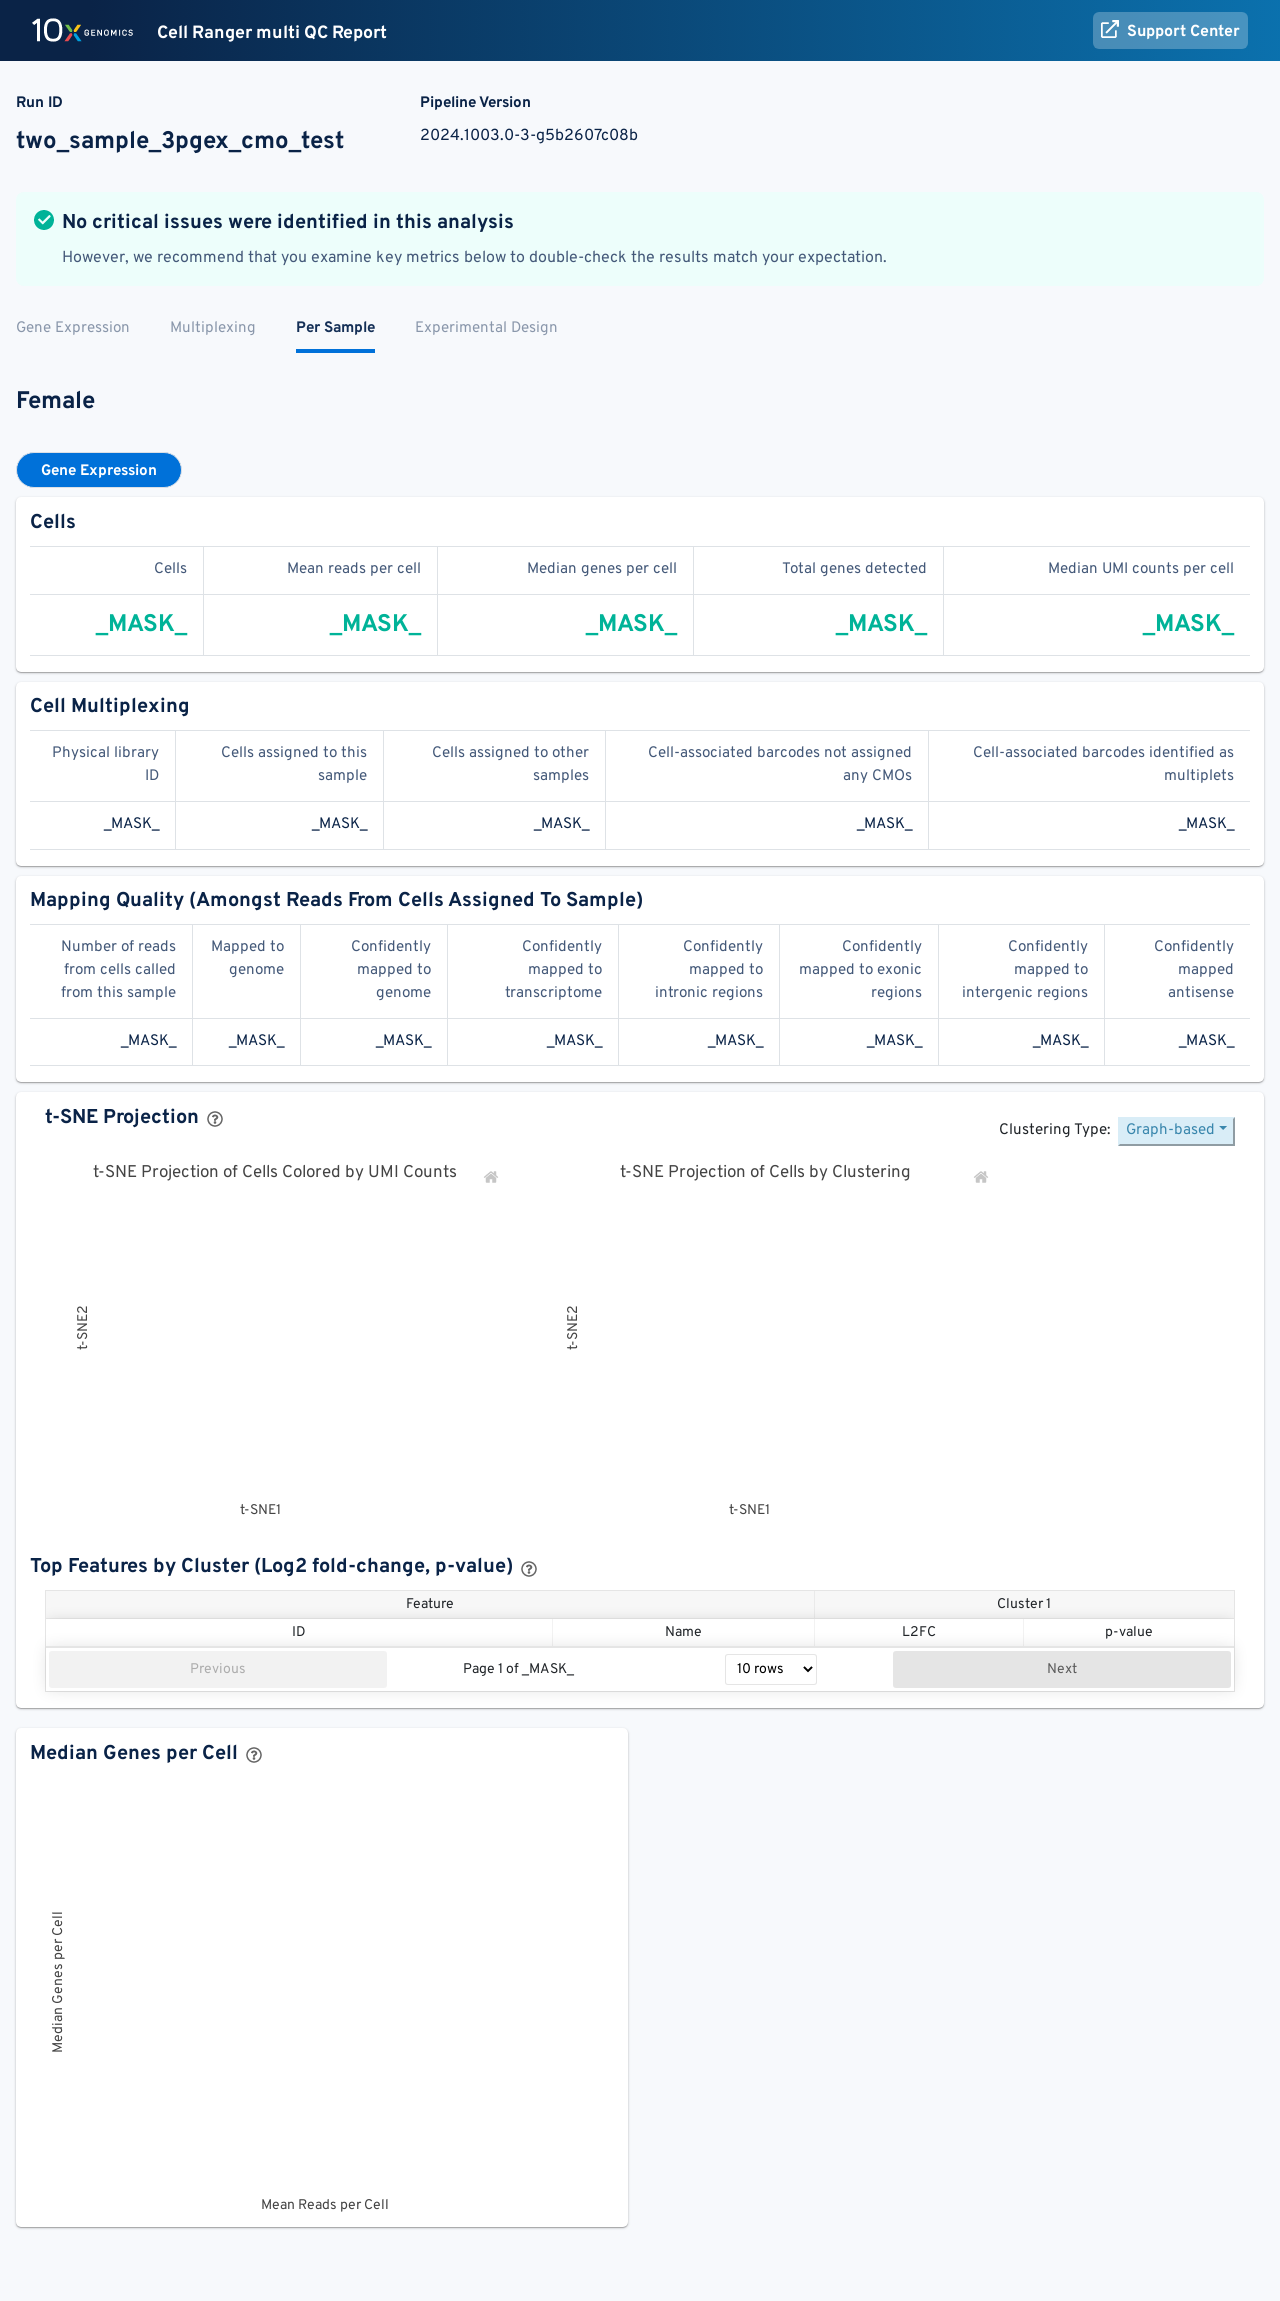 10x GENOMICS Cell Ranger multi QC Report Support Center
Run ID Pipeline Version
two_sample_3pgex_cmo_test 2024.1003.0-3-g5b2607c08b
No critical issues were identified in this analysis
However, we recommend that you examine key metrics below to double-check the results match your expectation.
Gene Expression Multiplexing Per Sample Experimental Design
Female
Gene Expression
Cells
Cells Mean reads per cell Median genes per cell Total genes detected Median UMI counts per cell
_MASK_ _MASK_ _MASK_ _MASK_ _MASK_
Cell Multiplexing
Physical library Cells assigned to this Cells assigned to other Cell-associated barcodes not assigned Cell-associated barcodes identified as
ID sample samples any CMOs multiplets
_MASK_ _MASK_ _MASK_ _MASK_ _MASK_
Mapping Quality (Amongst Reads From Cells Assigned To Sample)
Number of reads Mapped to Confidently Confidently Confidently Confidently Confidently Confidently
from cells called genome mapped to mapped to mapped to mapped to exonic mapped to mapped
from this sample genome transcriptome intronic regions regions intergenic regions antisense
_MASK_ _MASK_ _MASK_ _MASK_ _MASK_ _MASK_ _MASK_ _MASK_
t-SNE Projection
Clustering Type: Graph-based
t-SNE Projection of Cells Colored by UMI Counts t-SNE Projection of Cells by Clustering
t-SNE2 t-SNE2
t-SNE1 t-SNE1
Top Features by Cluster (Log2 fold-change, p-value)
Feature Cluster 1
ID Name L2FC p-value
Previous Page 1 of _MASK_ 10 rows Next
Median Genes per Cell
Median Genes per Cell
Mean Reads per Cell